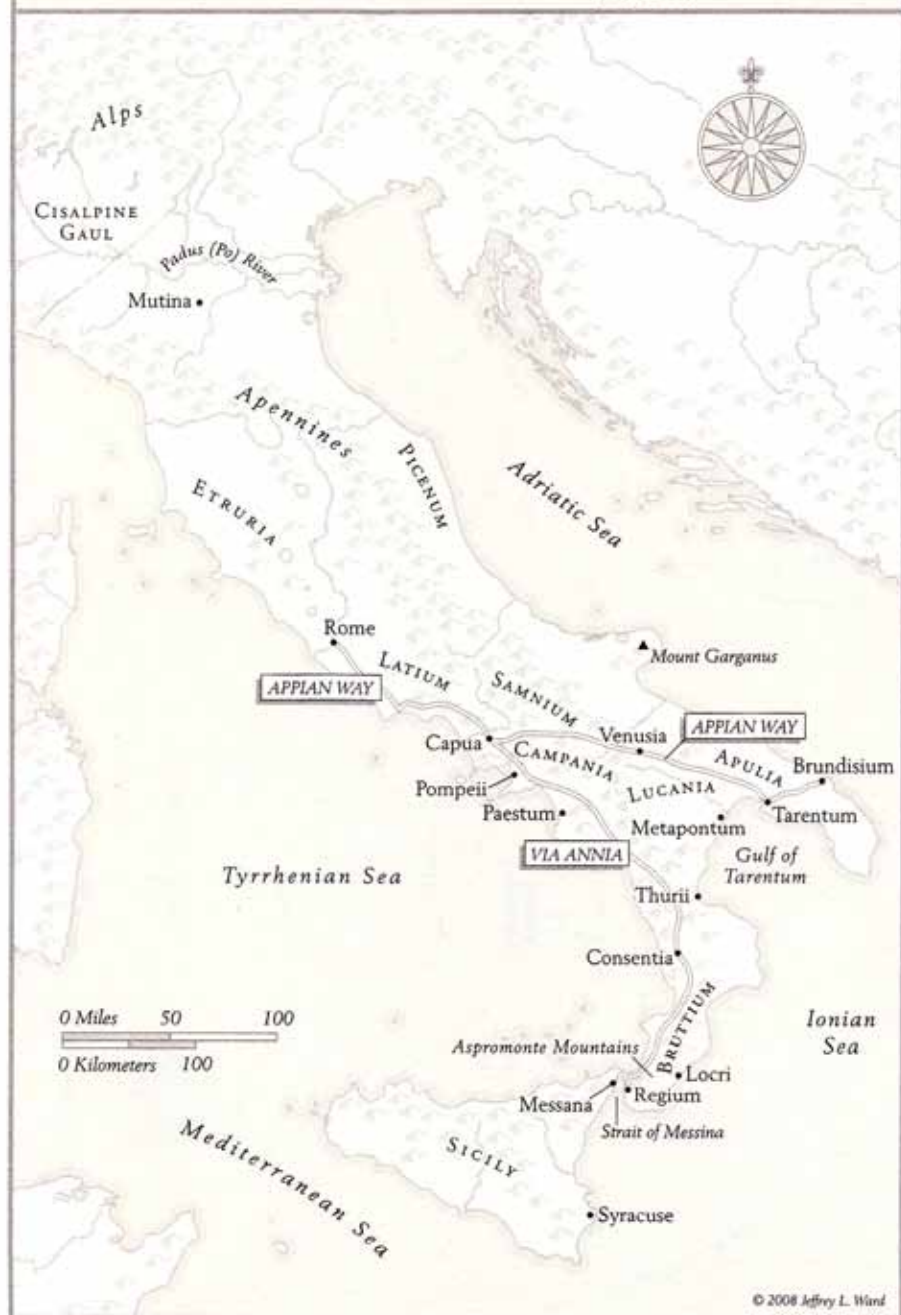 Alps
CISALPINE
GAUL
Padus (Po) River
Mutina
Apennines
PICENUM
Adriatic Sea
ETRURIA
Rome
Mount Garganus
LATIUM
SAMNIUM
APPIAN WAY
Venusia
APPIAN WAY
Capua
CAMPANIA
APULIA
Brundisium
Pompeii
LUCANIA
Paestum
Metapontum
Tarentum
VIA ANNIA
Gulf of
Tarentum
Tyrrhenian Sea
Thurii
Consentia
0 Miles 50 100
0 Kilometers 100
BRUTTIUM
Ionian
Sea
Aspromonte Mountains
Locri
Messana
Regium
Strait of Messina
Mediterranean Sea
SICILY
Syracuse
© 2008 Jeffrey L. Ward